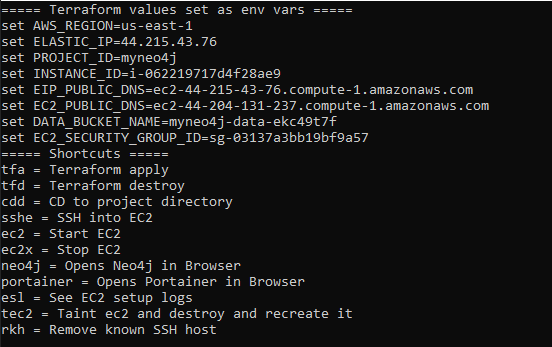 ===== Terraform values set as env vars =====
set AWS_REGION=us-east-1
set ELASTIC_IP=44.215.43.76
set PROJECT_ID=myneo4j
set INSTANCE_ID=i-062219717d4f28ae9
set EIP_PUBLIC_DNS=ec2-44-215-43-76.compute-1.amazonaws.com
set EC2_PUBLIC_DNS=ec2-44-204-131-237.compute-1.amazonaws.com
set DATA_BUCKET_NAME=myneo4j-data-ekc49t7f
set EC2_SECURITY_GROUP_ID=sg-03137a3bb19bf9a57
===== Shortcuts =====
tfa = Terraform apply
tfd = Terraform destroy
cdd = CD to project directory
sshe = SSH into EC2
ec2 = Start EC2
ec2x = Stop EC2
neo4j = Opens Neo4j in Browser
portainer = Opens Portainer in Browser
esl = See EC2 setup logs
tec2 = Taint ec2 and destroy and recreate it
rkh = Remove known SSH host